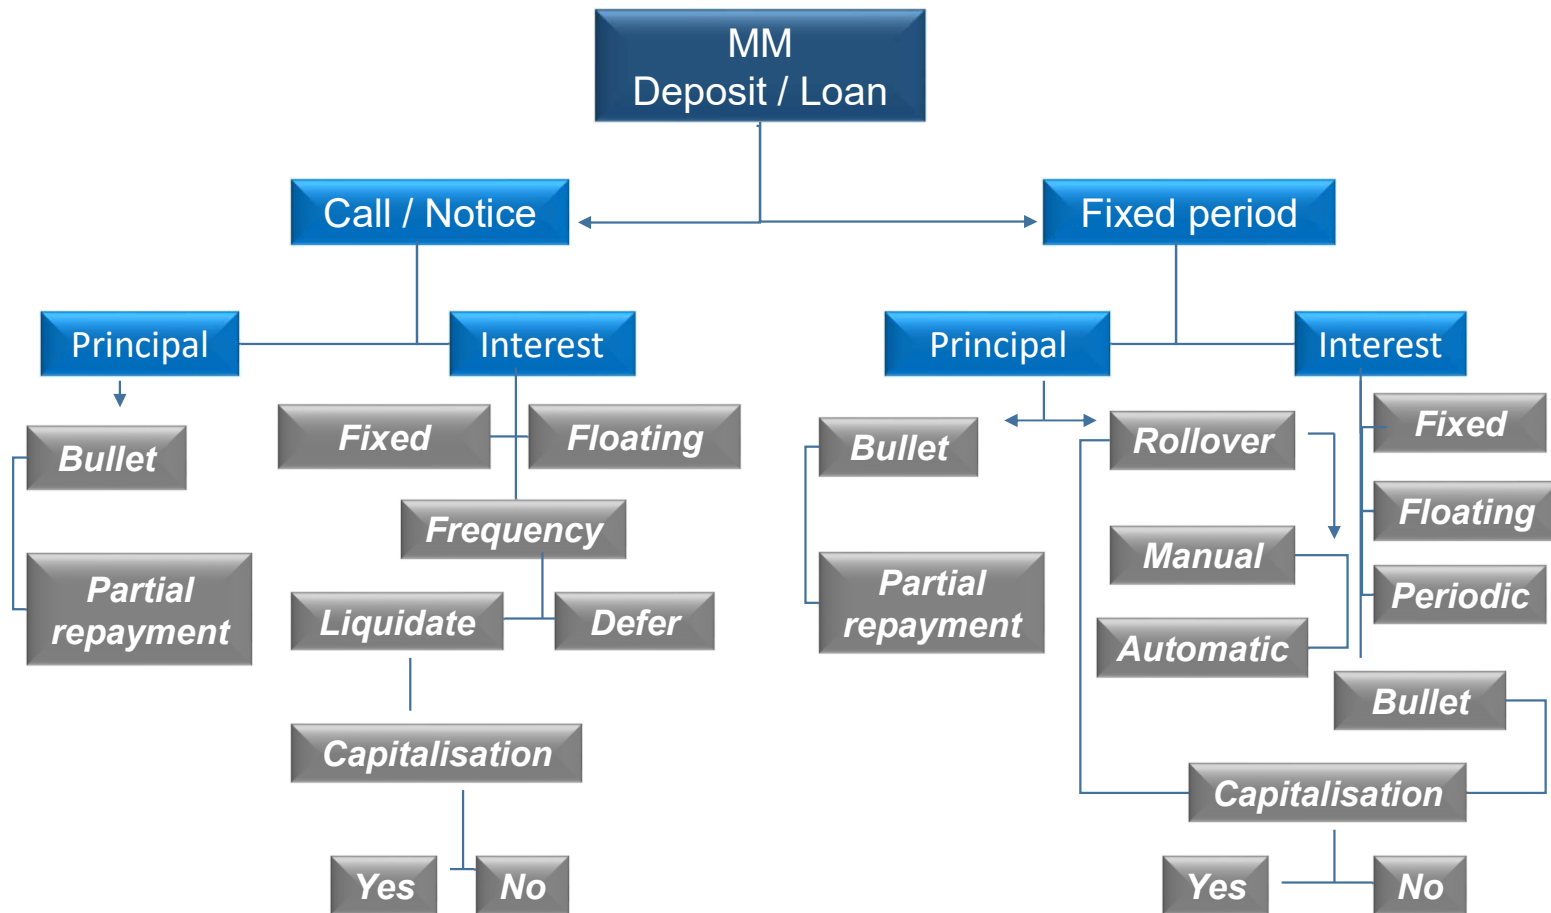 MM
Deposit / Loan
Call / Notice
Fixed period
Principal
Interest
Principal
Interest
Bullet
Partial
repayment
Fixed
Floating
Frequency
Liquidate
Defer
Capitalisation
Yes
No
Bullet
Partial
repayment
Rollover
Manual
Automatic
Fixed
Floating
Periodic
Bullet
Capitalisation
Yes
No